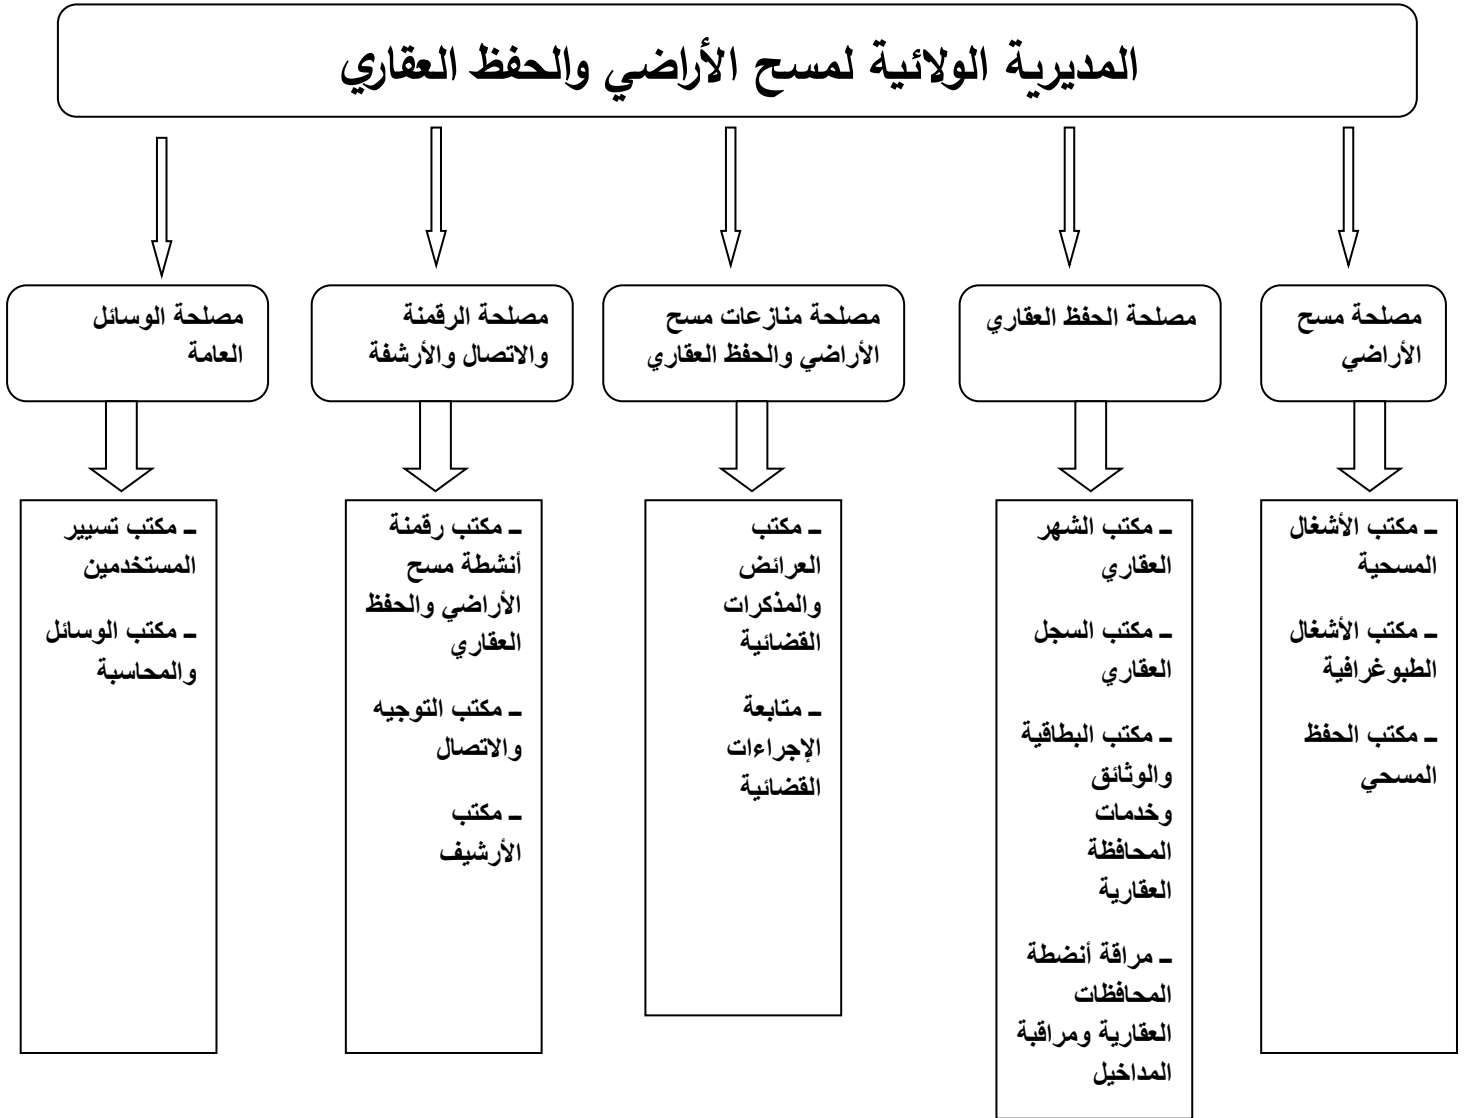 المديرية الولائية لمسح الأراضي والحفظ العقاري
مصلحة مسح
الأراضي
مصلحة الحفظ العقاري
مصلحة منازعات مسح
الأراضي والحفظ العقاري
مصلحة الرقمنة
والاتصال والأرشفة
مصلحة الوسائل
العامة
ـ مكتب الأشغال
المسحية
ـ مكتب الأشغال
الطبوغرافية
ـ مكتب الحفظ
المسحي
ـ مكتب الشهر
العقاري
ـ مكتب السجل
العقاري
ـ مكتب البطاقية
والوثائق
وخدمات
المحافظة
العقارية
ـ مراقة أنضطة
المحافظات
العقارية ومراقبة
المداخيل
ـ مكتب
العرائض
والمذكرات
القضائية
ـ متابعة
الإجراءات
القضائية
ـ مكتب رقمنة
أنشطة مسح
الأراضي والحفظ
العقاري
ـ مكتب التوجيه
والاتصال
ـ مكتب
الأرشيف
ـ مكتب تسيير
المستخدمين
ـ مكتب الوسائل
والمحاسبة